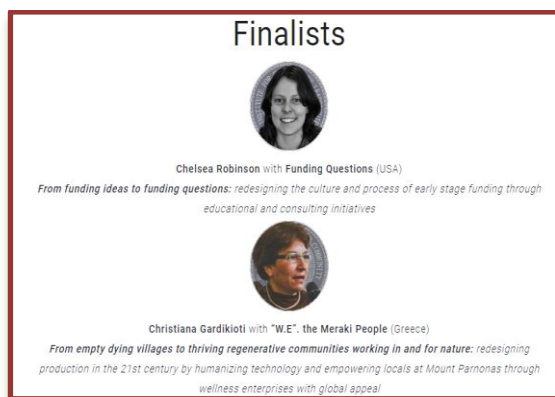 Finalists
Chelsea Robinson with Funding Questions (USA)
From funding ideas to funding questions: redesigning the culture and process of early stage funding through
educational and consulting initiatives
Christiana Gardikioti with "W.E". the Meraki People (Greece)
From empty dying villages to thriving regenerative communities working in and for nature: redesigning
production in the 21st century by humanizing technology and empowering locals at Mount Parnonas through
wellness enterprises with global appeal